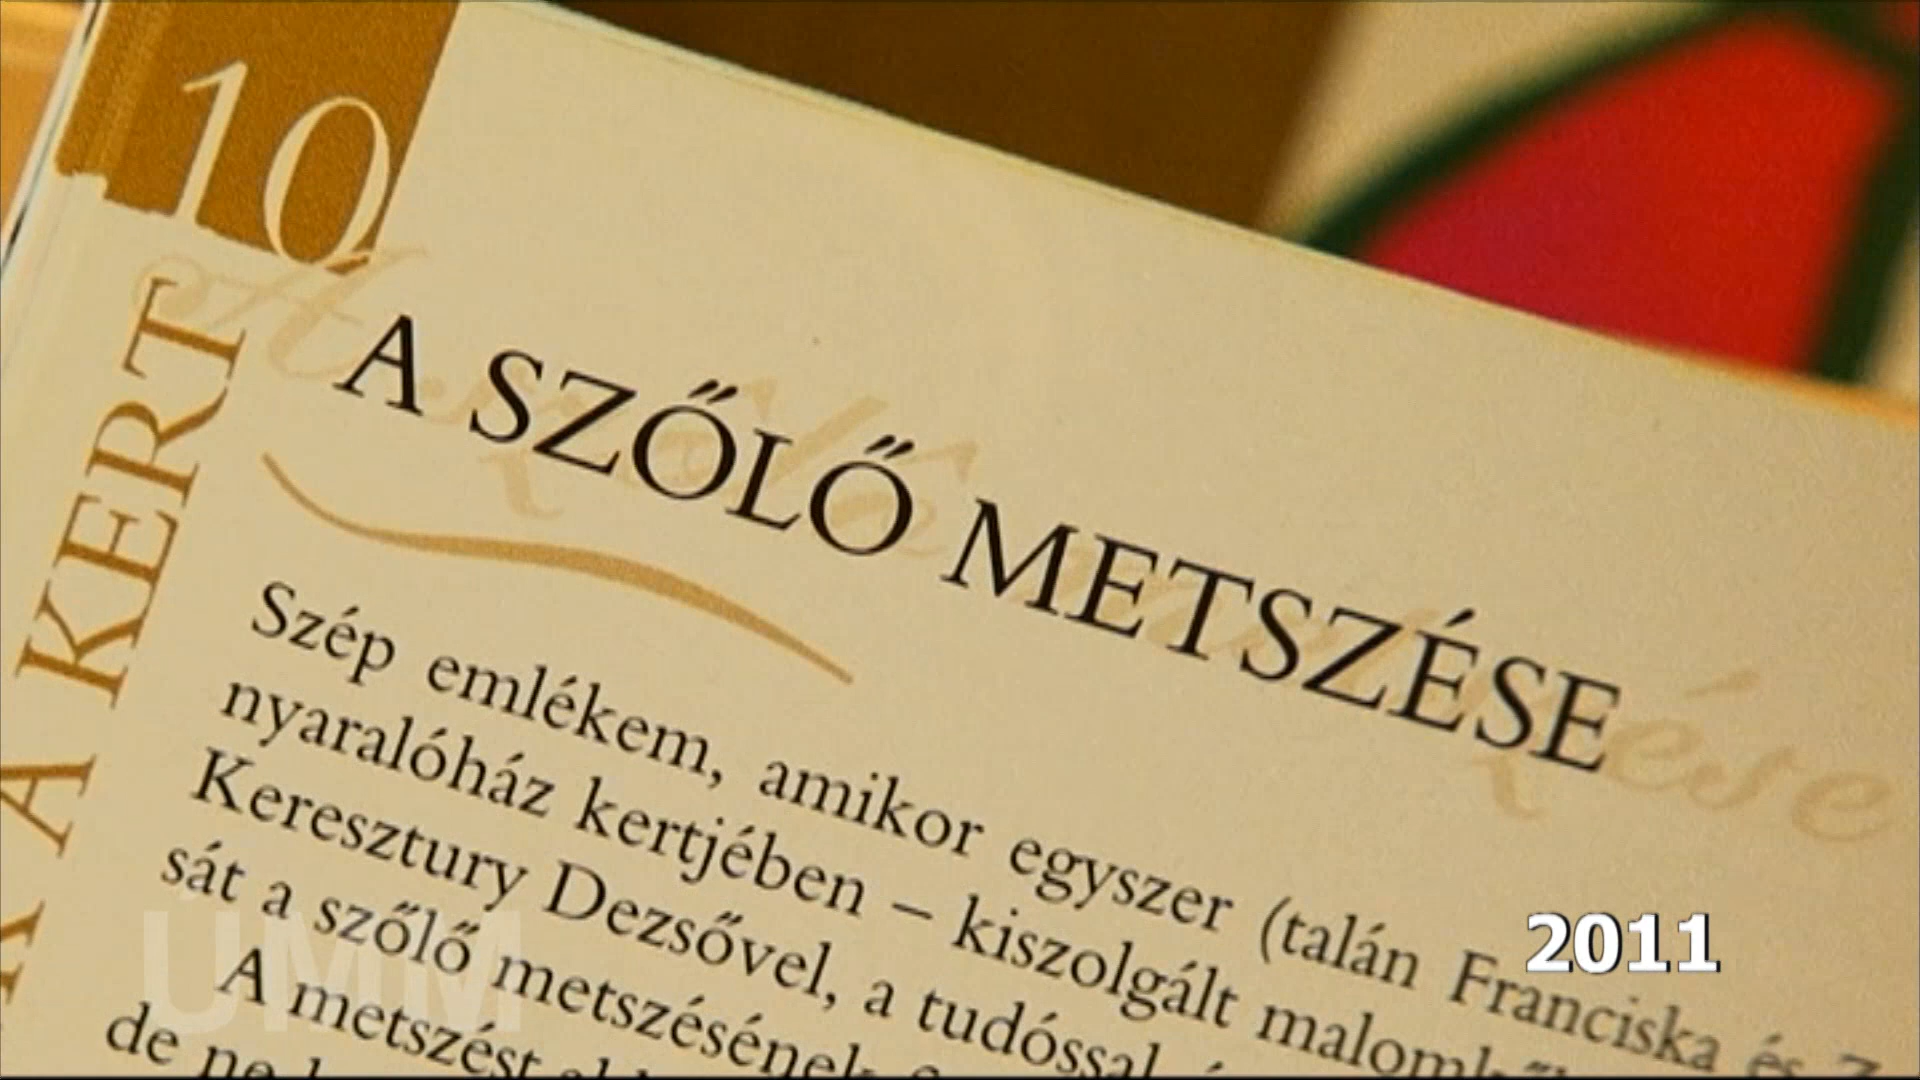 10
A KERT
A SZŐLŐ METSZÉSE
Szép emlékem, amikor egyszer (talán Franciska és
nyaralóház kertjében – kiszolgált
Keresztury Dezsővel, a tudóssal
sát a szőlő metszésének
A metszést
de
2011
ÚMM